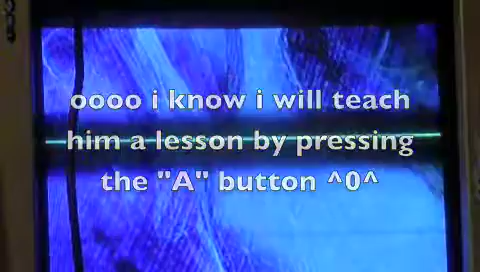 oooo i know i will teach
him a lesson by pressing
the "A" button ^0^